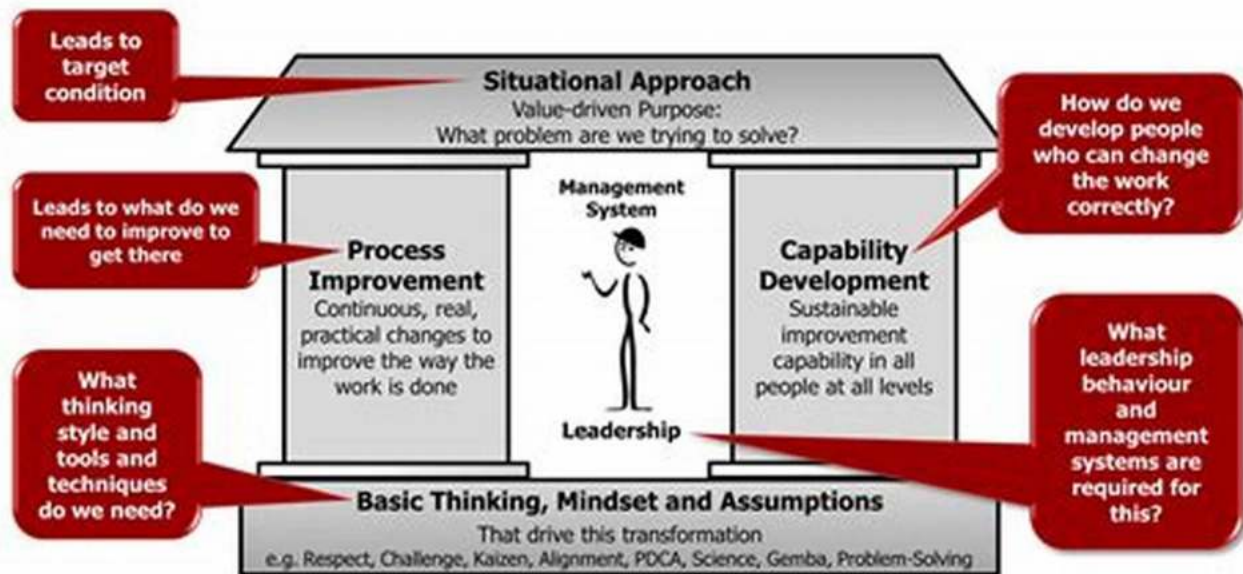 Leads to
target
condition
Situational Approach
Value-driven Purpose:
What problem are we trying to solve?
How do we
develop people
who can change
the work
correctly?
Leads to what do we
need to improve to
get there
Management
System
Process
Improvement
Continuous, real,
practical changes to
improve the way the
work is done
Capability
Development
Sustainable
improvement
capability in all
people at all levels
What
thinking
style and
tools and
techniques
do we need?
Leadership
What
leadership
behaviour
and
management
systems are
required for
this?
Basic Thinking, Mindset and Assumptions
That drive this transformation
e.g. Respect, Challenge, Kaizen, Alignment, PDCA, Science, Gemba, Problem-Solving